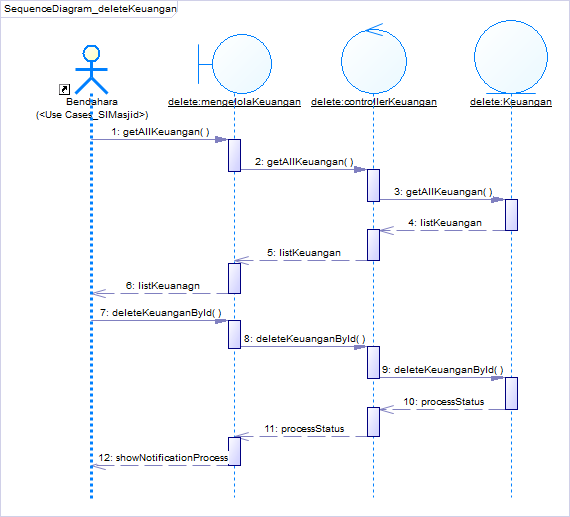 SequenceDiagram_deleteKeuangan
Bendahara
(<Use Cases_SIMasjid>)
delete:mengelolaKeuangan
delete:controllerKeuangan
delete:Keuangan
1: getAllKeuangan( )
2: getAllKeuangan( )
3: getAllKeuangan( )
4: listKeuangan
5: listKeuangan
6: listKeuanagn
7: deleteKeuanganById( )
8: deleteKeuanganById( )
9: deleteKeuanganById( )
10: processStatus
11: processStatus
12: showNotificationProcess